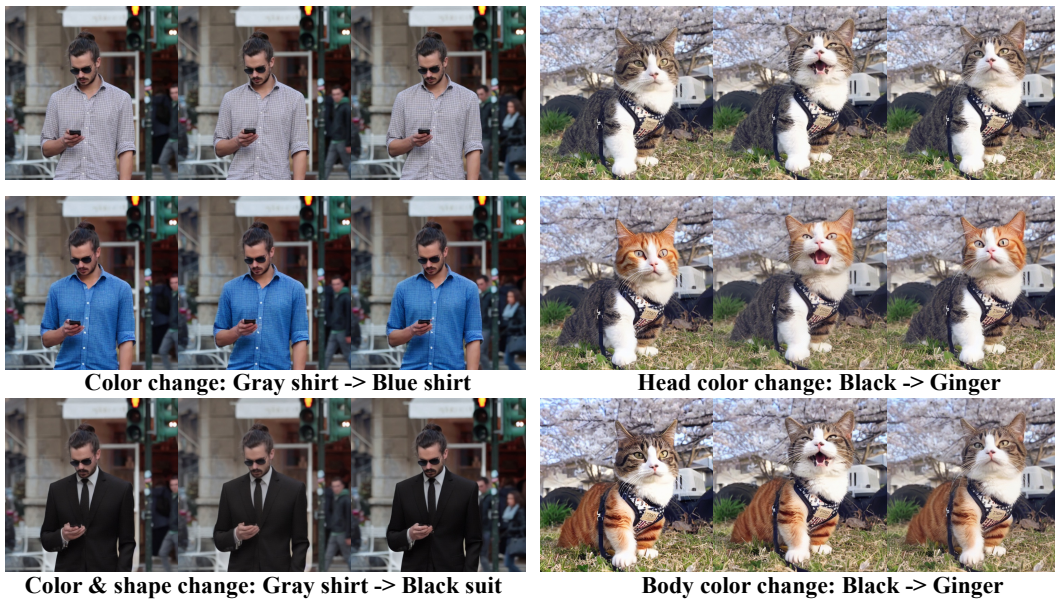 Color change: Gray shirt -> Blue shirt
Head color change: Black -> Ginger
Color & shape change: Gray shirt -> Black suit
Body color change: Black -> Ginger